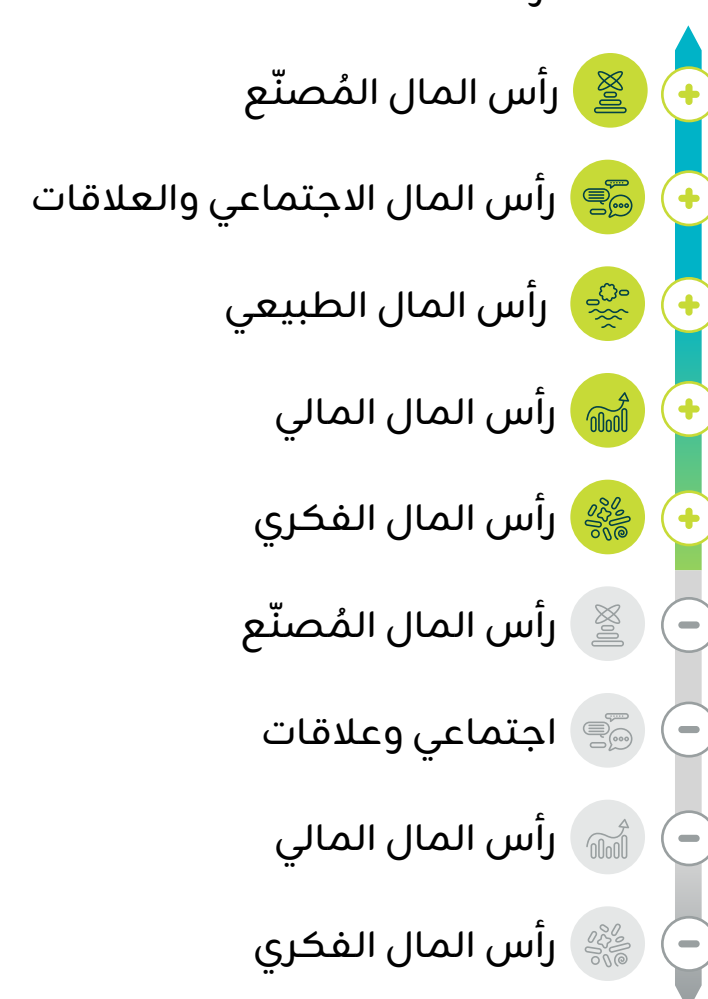 رأس المال المُصنّع
رأس المال الاجتماعي والعلاقات
رأس المال الطبيعي
رأس المال المالي
رأس المال الفكري
رأس المال المُصنّع
اجتماعي وعلاقات
رأس المال المالي
رأس المال الفكري